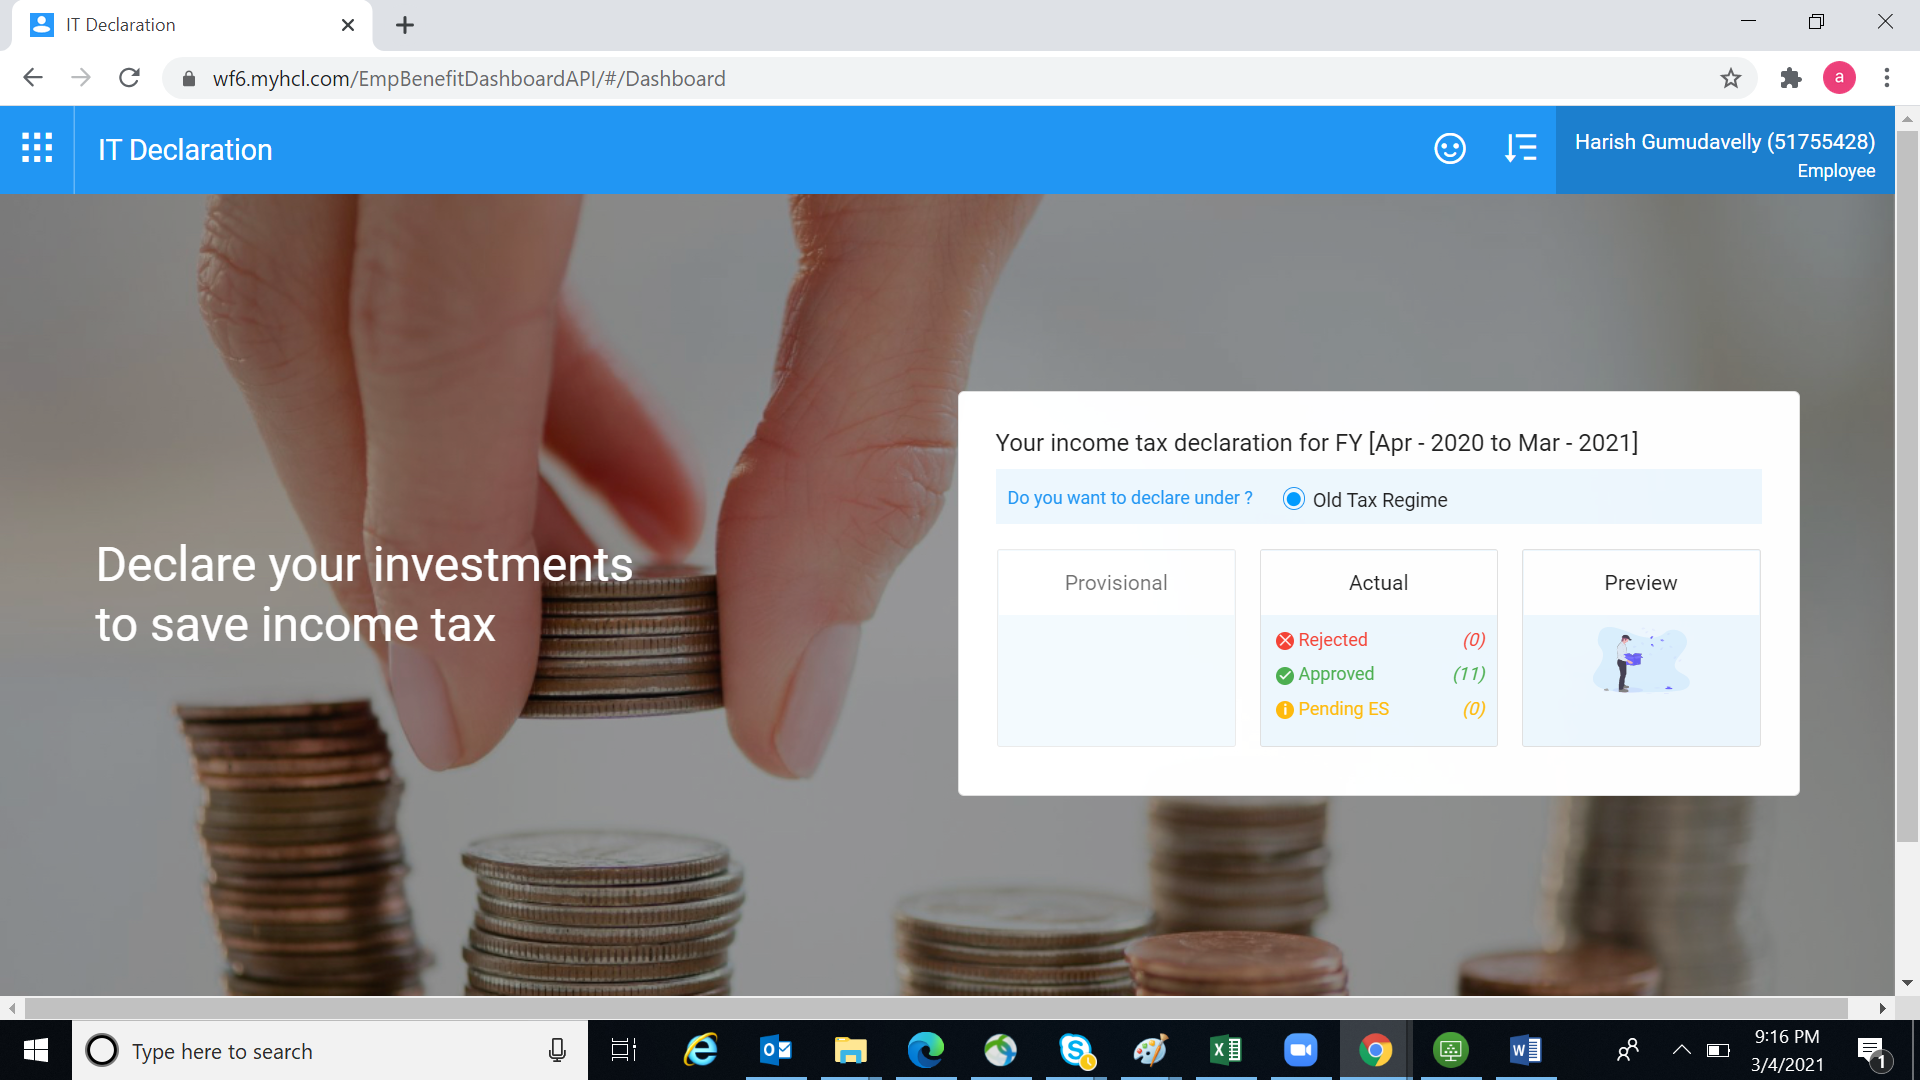 IT Declaration
wf6.myhcl.com/EmpBenefitDashboardAPI/#/Dashboard
a
IT Declaration
Harish Gumudavelly (51755428)
Employee
Declare your investments
to save income tax
Your income tax declaration for FY [Apr - 2020 to Mar - 2021]
Do you want to declare under ? Old Tax Regime
Provisional
Actual
Rejected (0)
Approved (11)
Pending ES (0)
Preview
Type here to search
9:16 PM
3/4/2021
1